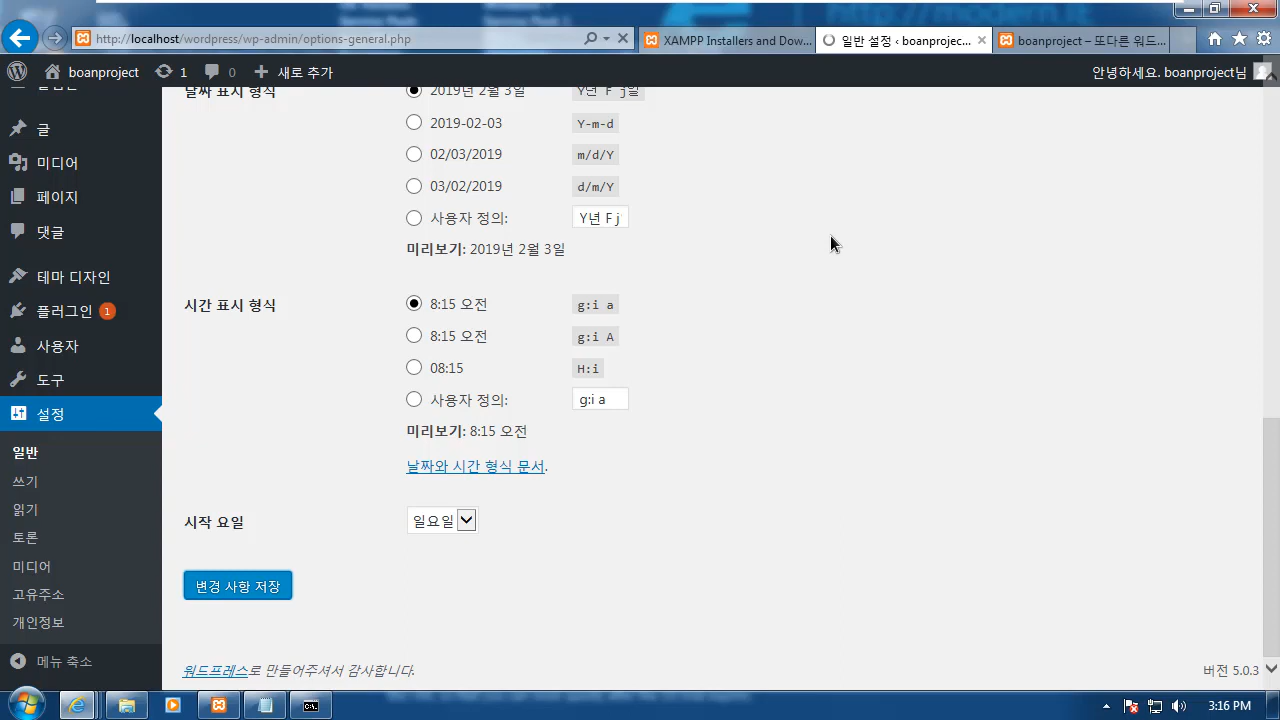 http://localhost/wordpress/wp-admin/options-general.php
XAMPP Installers and Dow...
일반 설정 ‹ boanprojec...
boanproject – 또다른 워드...
boanproject
1
0
새로 추가
안녕하세요, boanproject님
글
미디어
페이지
댓글
테마 디자인
플러그인 1
사용자
도구
설정
일반
쓰기
읽기
토론
미디어
고유주소
개인정보
메뉴 축소
날짜 표시 형식
2019년 2월 3일 Y년 F j일
2019-02-03 Y-m-d
02/03/2019 m/d/Y
03/02/2019 d/m/Y
사용자 정의: Y년 F j
미리보기: 2019년 2월 3일
시간 표시 형식
8:15 오전 g:i a
8:15 오전 g:i A
08:15 H:i
사용자 정의: g:i a
미리보기: 8:15 오전
날짜와 시간 형식 문서.
시작 요일
일요일
변경 사항 저장
워드프레스로 만들어주셔서 감사합니다.
버전 5.0.3
3:16 PM